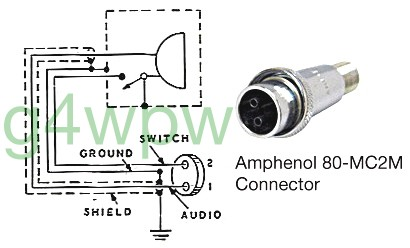 g4wpw
SWITCH
GROUND
2
1
SHIELD
AUDIO
Amphenol 80-MC2M
Connector